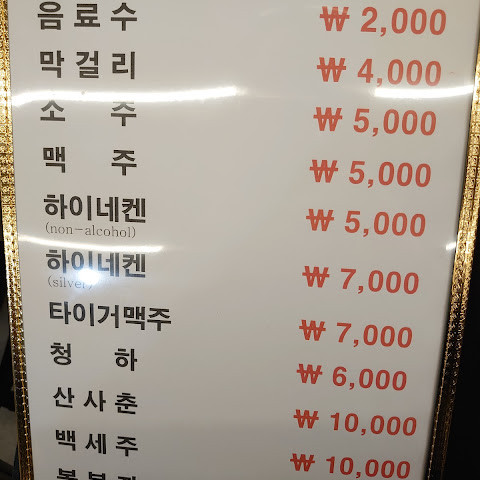 음료수 ₩ 2,000
막걸리 ₩ 4,000
소 주 ₩ 5,000
맥 주 ₩ 5,000
하이네켄 ₩ 5,000
(non-alcohol)
하이네켄 ₩ 7,000
(silver)
타이거맥주 ₩ 7,000
청 하 ₩ 6,000
산사춘 ₩ 10,000
백세주 ₩ 10,000